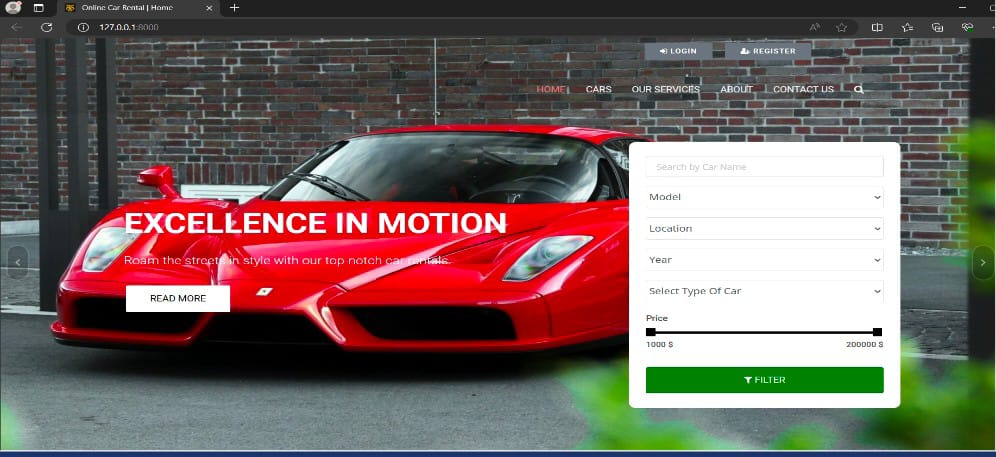 Online Car Rental | Home
127.0.0.1:8000
LOGIN
REGISTER
HOME CARS OUR SERVICES ABOUT CONTACT US
Search by Car Name
Model
Location
Year
Select Type Of Car
Price
1000 $ 200000 $
FILTER
EXCELLENCE IN MOTION
Roam the streets in style with our top notch car rentals.
READ MORE